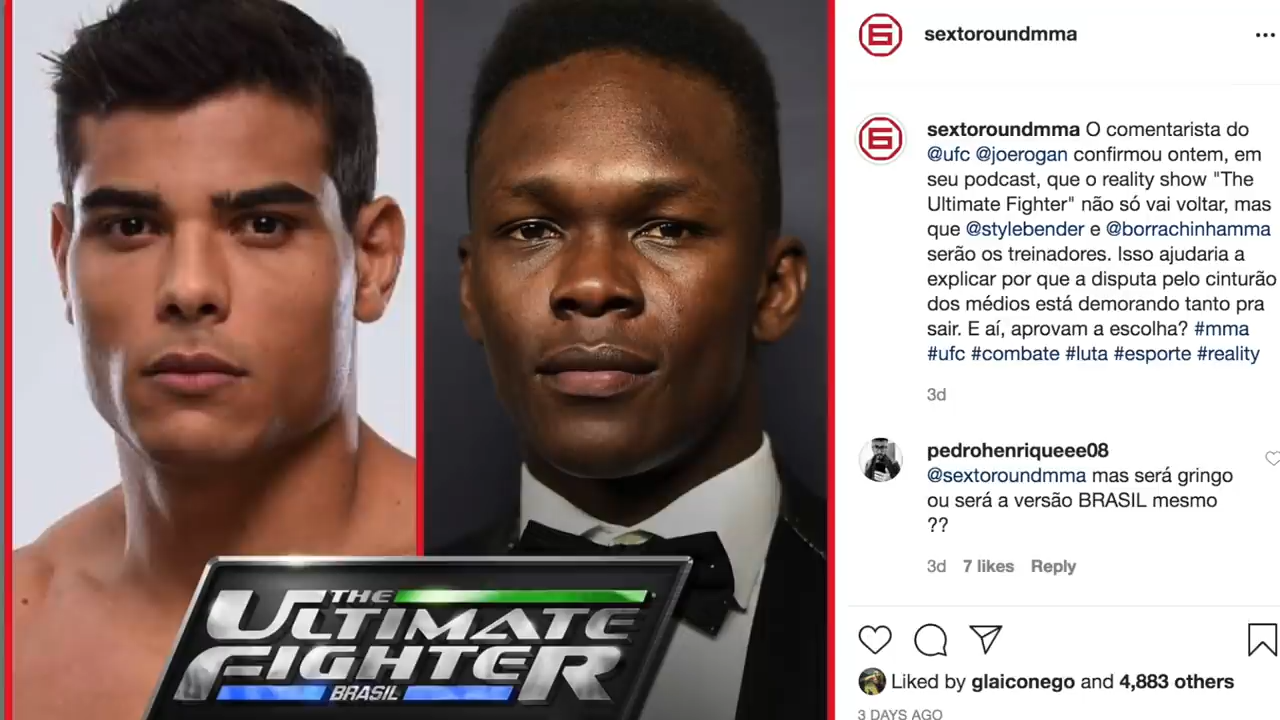 THE
ULTIMATE
FIGHTER
BRASIL
sextoroundmma
sextoroundmma O comentarista do
@ufc @joerogan confirmou ontem, em
seu podcast, que o reality show "The
Ultimate Fighter" não só vai voltar, mas
que @stylebender e @borrachinhamma
serão os treinadores. Isso ajudaria a
explicar por que a disputa pelo cinturão
dos médios está demorando tanto pra
sair. E aí, aprovam a escolha? #mma
#ufc #combate #luta #esporte #reality
3d
pedrohenriqueee08
@sextoroundmma mas será gringo
ou será a versão BRASIL mesmo
??
3d 7 likes Reply
Liked by glaiconego and 4,883 others
3 DAYS AGO